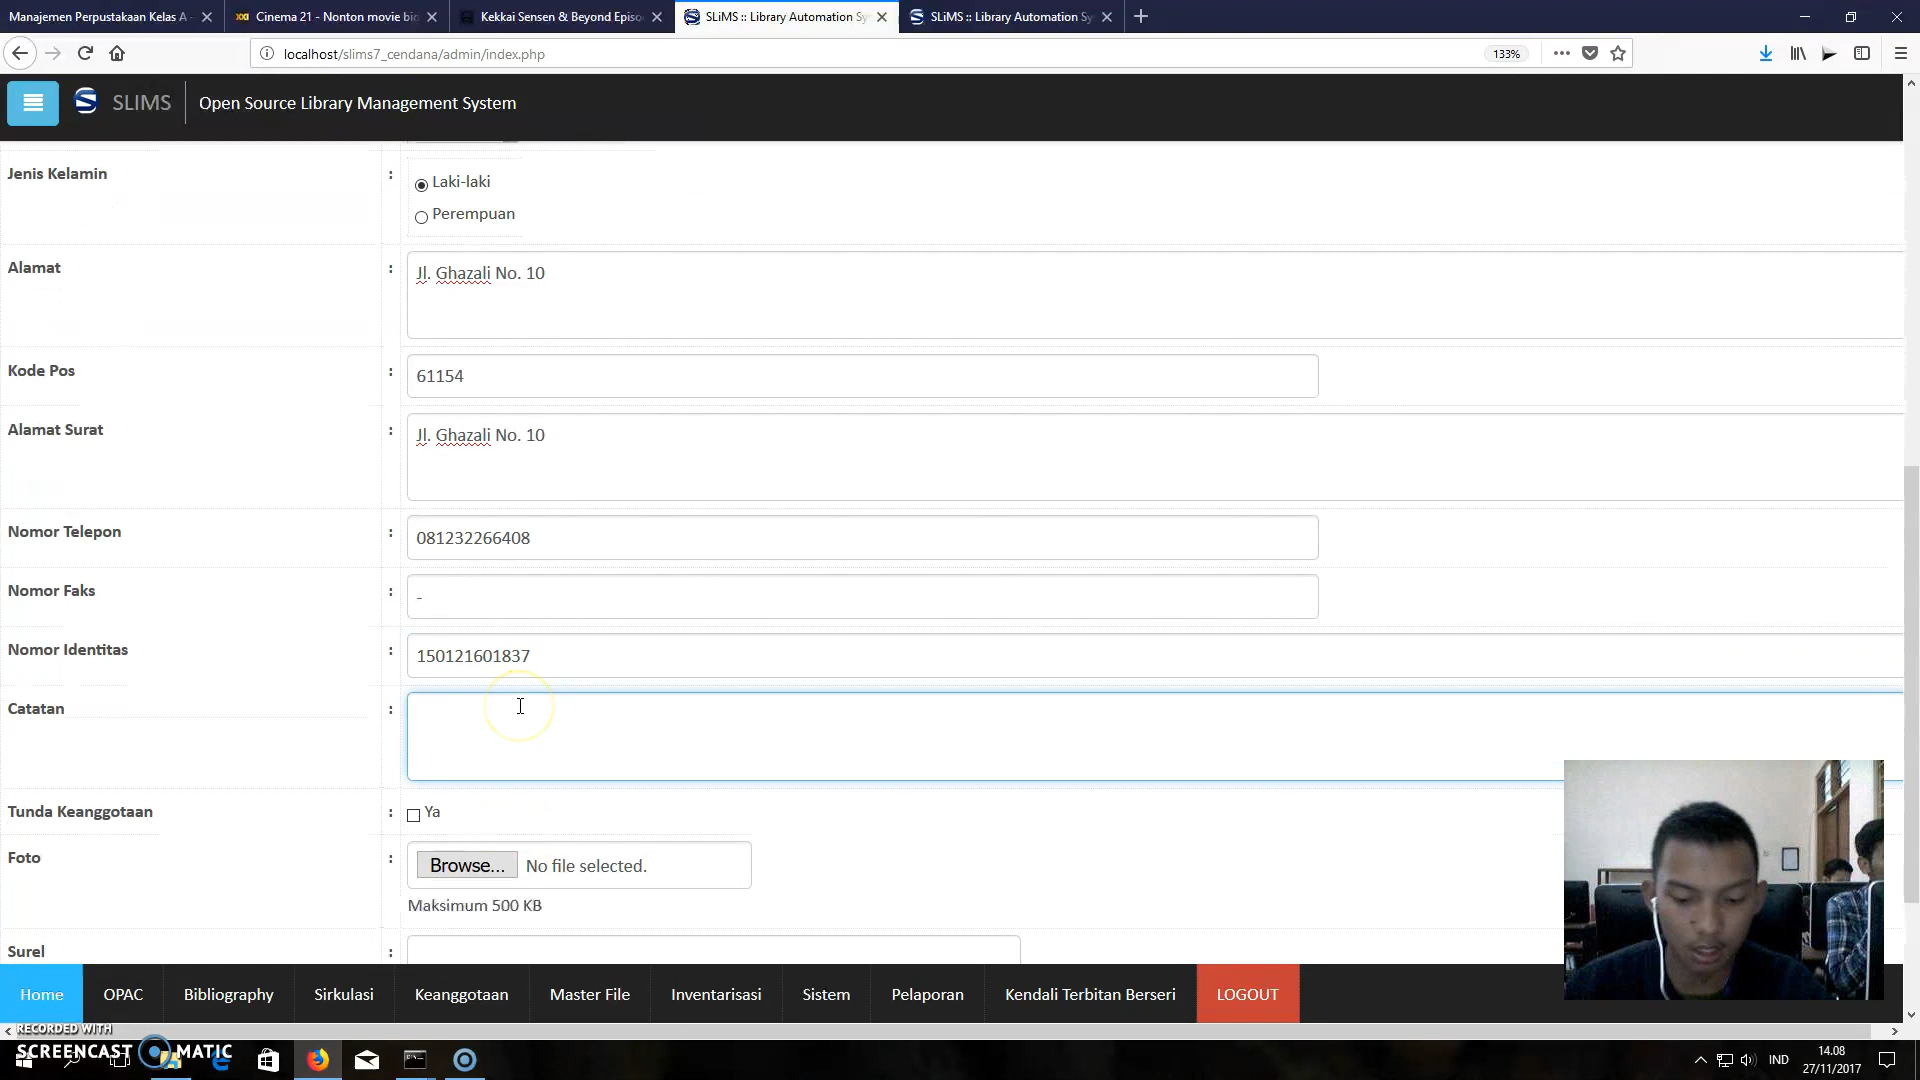 Manajemen Perpustakaan Kelas A -
Cinema 21 - Nonton movie bio
Kekkai Sensen & Beyond Episo
SLiMS :: Library Automation Sy
SLiMS :: Library Automation Sy
localhost/slims7_cendana/admin/index.php
133%
SLIMS
Open Source Library Management System
Jenis Kelamin :
Laki-laki
Perempuan
Alamat : Jl. Ghazali No. 10
Kode Pos : 61154
Alamat Surat : Jl. Ghazali No. 10
Nomor Telepon : 081232266408
Nomor Faks : -
Nomor Identitas : 150121601837
Catatan :
Tunda Keanggotaan : Ya
Foto : Browse... No file selected.
Maksimum 500 KB
Surel :
Home OPAC Bibliography Sirkulasi Keanggotaan Master File Inventarisasi Sistem Pelaporan Kendali Terbitan Berseri LOGOUT
RECORDED WITH
SCREENCAST MATIC
IND
14.08
27/11/2017